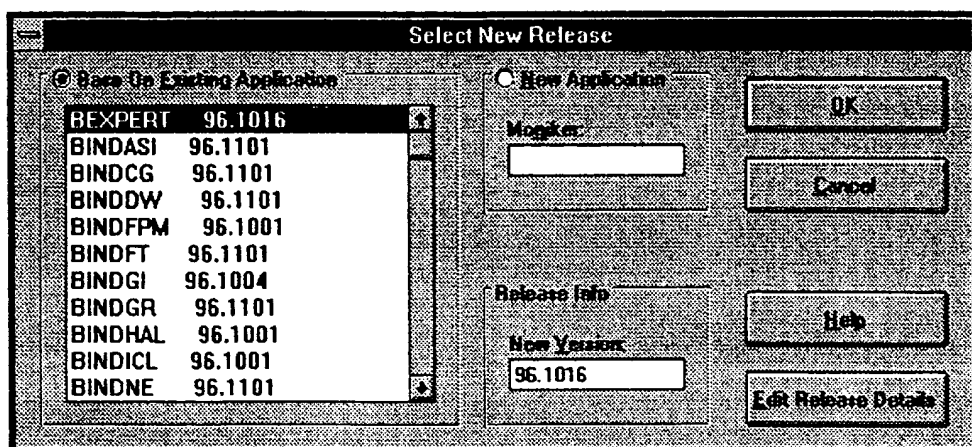 Select New Release
Base On Existing Application
BEXPERT 96.1016
BINDASI 96.1101
BINDCG 96.1101
BINDDW 96.1101
BINDFPM 96.1001
BINDFT 96.1101
BINDGI 96.1004
BINDGR 96.1101
BINDHAL 96.1001
BINDICL 96.1001
BINDNE 96.1101
New Application
Release Info
New Version:
96.1016
OK
Cancel
Help
Edit Release Details